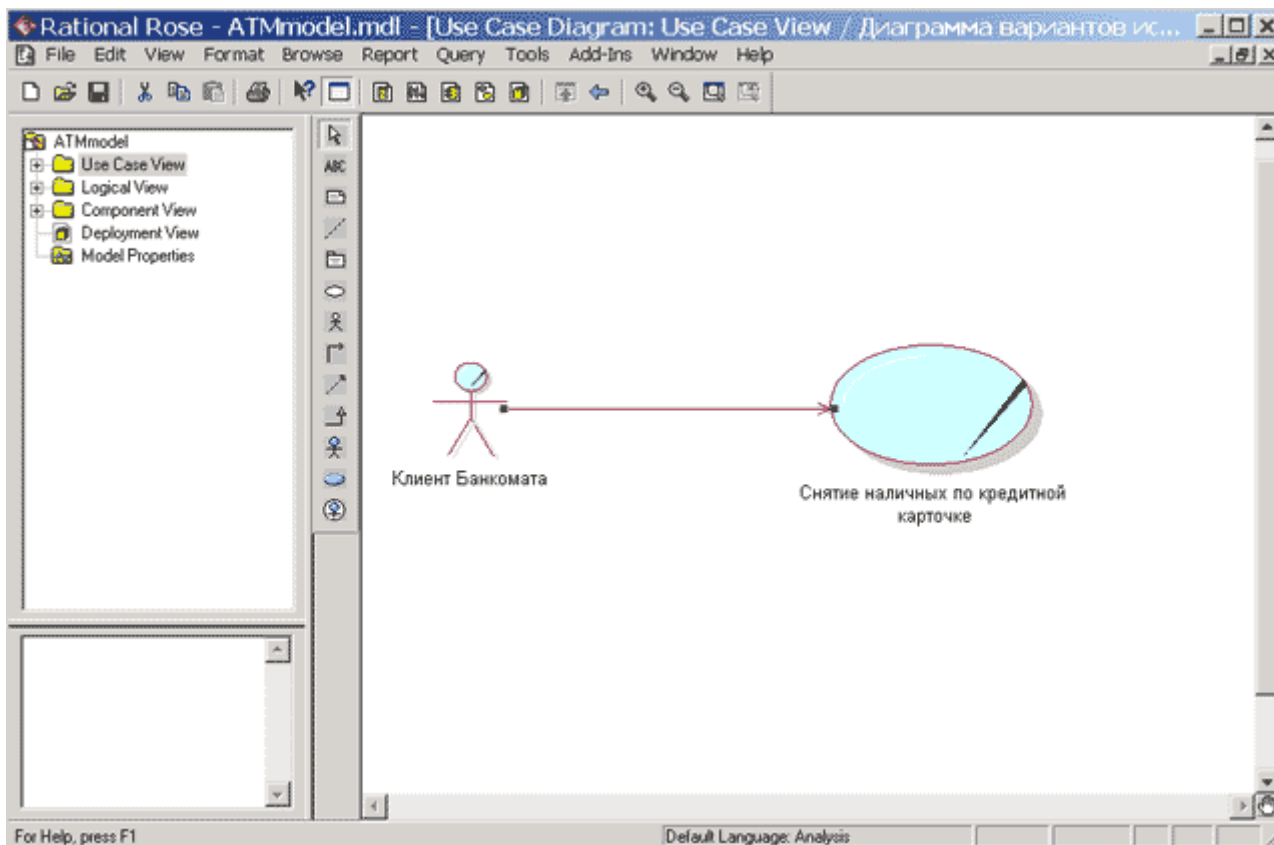 Rational Rose - ATMmodel.mdl - [Use Case Diagram: Use Case View / Диаграмма вариантов ис...
File Edit View Format Browse Report Query Tools Add-Ins Window Help
ATMmodel
Use Case View
Logical View
Component View
Deployment View
Model Properties
ABC
Клиент Банкомата
Снятие наличных по кредитной
карточке
For Help, press F1
Default Language: Analysis